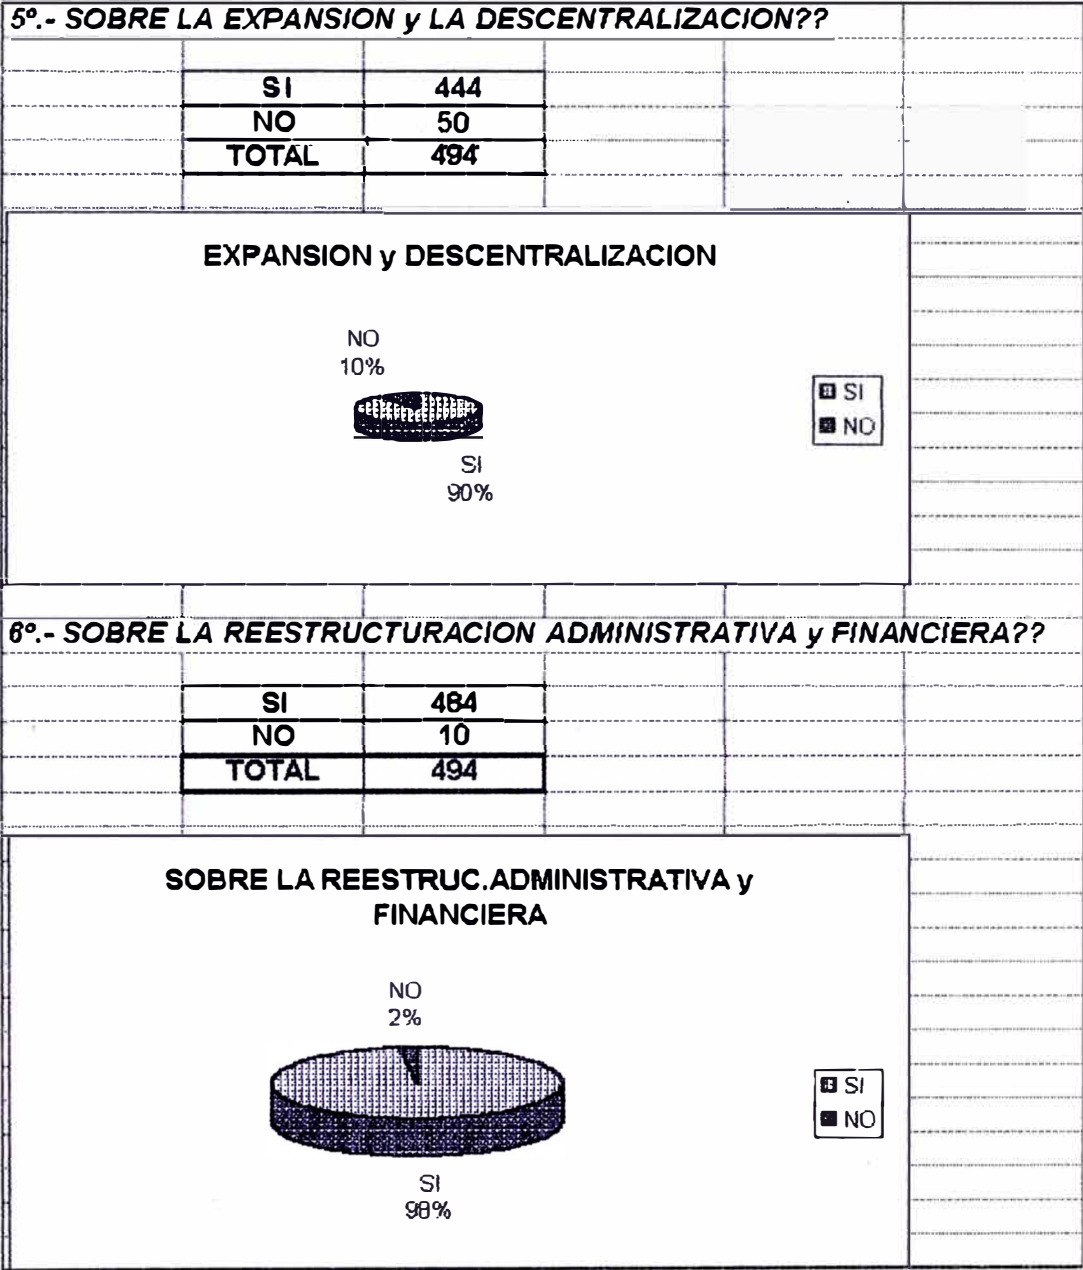 5º.- SOBRE LA EXPANSION y LA DESCENTRALIZACION??
SI 444
NO 50
TOTAL 494
EXPANSION y DESCENTRALIZACION
NO
10%
SI
90%
SI
NO
6º.- SOBRE LA REESTRUCTURACION ADMINISTRATIVA y FINANCIERA??
SI 484
NO 10
TOTAL 494
SOBRE LA REESTRUC.ADMINISTRATIVA y
FINANCIERA
NO
2%
SI
98%
SI
NO